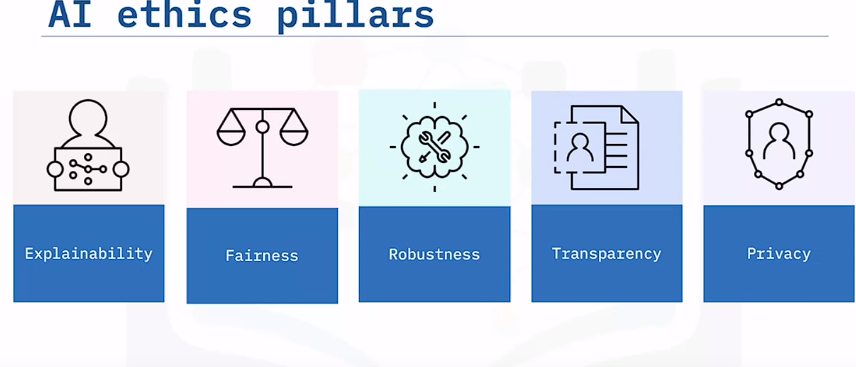 AI ethics pillars
Explainability
Fairness
Robustness
Transparency
Privacy